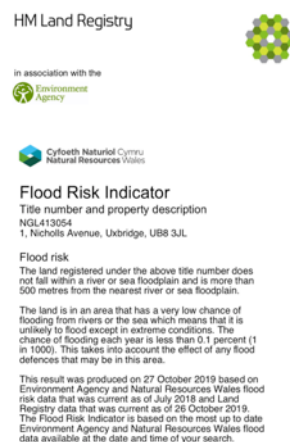 HM Land Registry
in association with the
Environment
Agency
Cyfoeth Naturiol Cymru
Natural Resources Wales
Flood Risk Indicator
Title number and property description
NGL413054
1, Nicholls Avenue, Uxbridge, UB8 3JL
Flood risk
The land registered under the above title number does
not fall within a river or sea floodplain and is more than
500 metres from the nearest river or sea floodplain.
The land is in an area that has a very low chance of
flooding from rivers or the sea which means that it is
unlikely to flood except in extreme conditions. The
chance of flooding each year is less than 0.1 percent (1
in 1000). This takes into account the effect of any flood
defences that may be in this area.
This result was produced on 27 October 2019 based on
Environment Agency and Natural Resources Wales flood
risk data that was current as of July 2018 and Land
Registry data that was current as of 26 October 2019.
The Flood Risk Indicator is based on the most up to date
Environment Agency and Natural Resources Wales flood
data available at the date and time of your search.